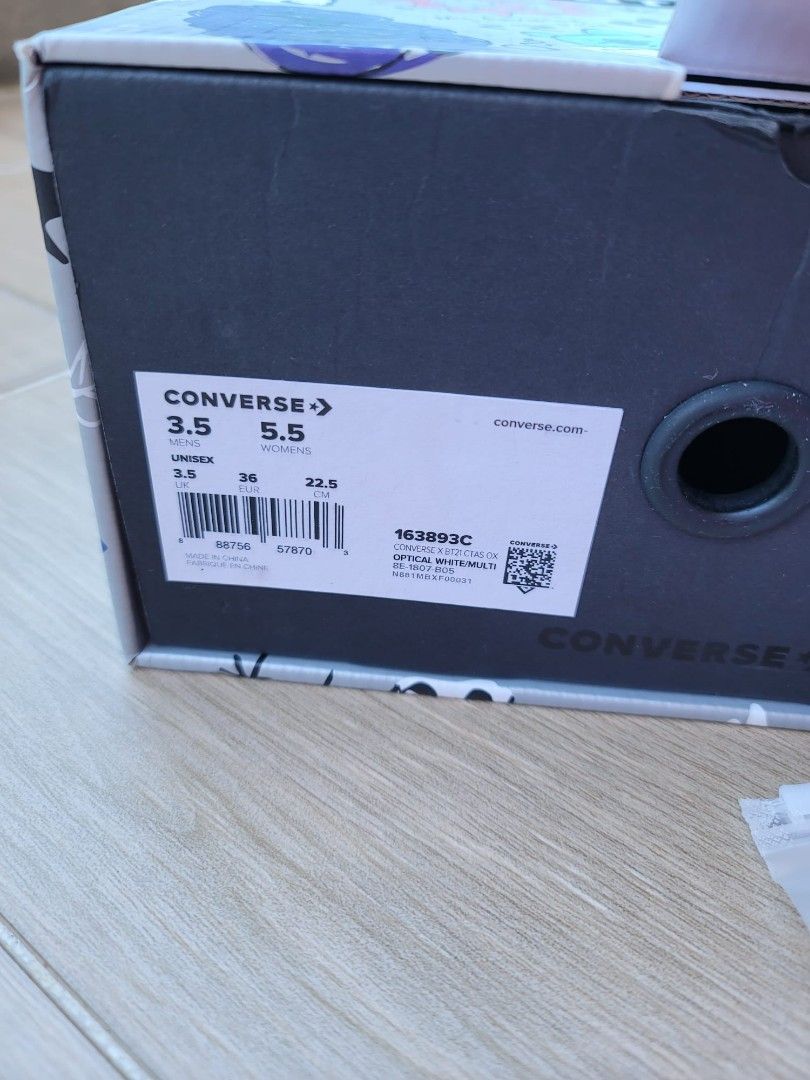 CONVERSE
converse.com
3.5 5.5
MENS WOMENS
UNISEX
3.5 36 22.5
UK EUR CM
8 88756 57870 3
MADE IN CHINA
FABRIQUÉ EN CHINE
163893C
CONVERSE X BT21 CTAS OX
OPTICAL WHITE/MULTI
8E-1807-B05
N881MBXF00031
CONVERSE
CONVERSE